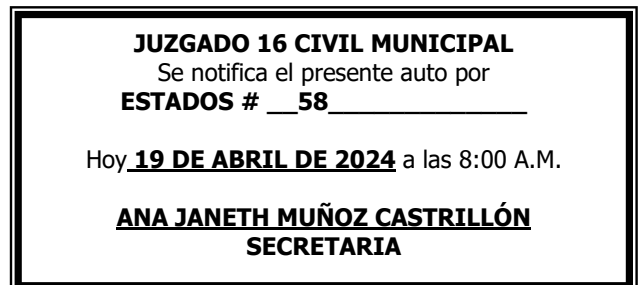 JUZGADO 16 CIVIL MUNICIPAL
Se notifica el presente auto por
ESTADOS # __58_____________
Hoy 19 DE ABRIL DE 2024 a las 8:00 A.M.
ANA JANETH MUÑOZ CASTRILLÓN
SECRETARIA